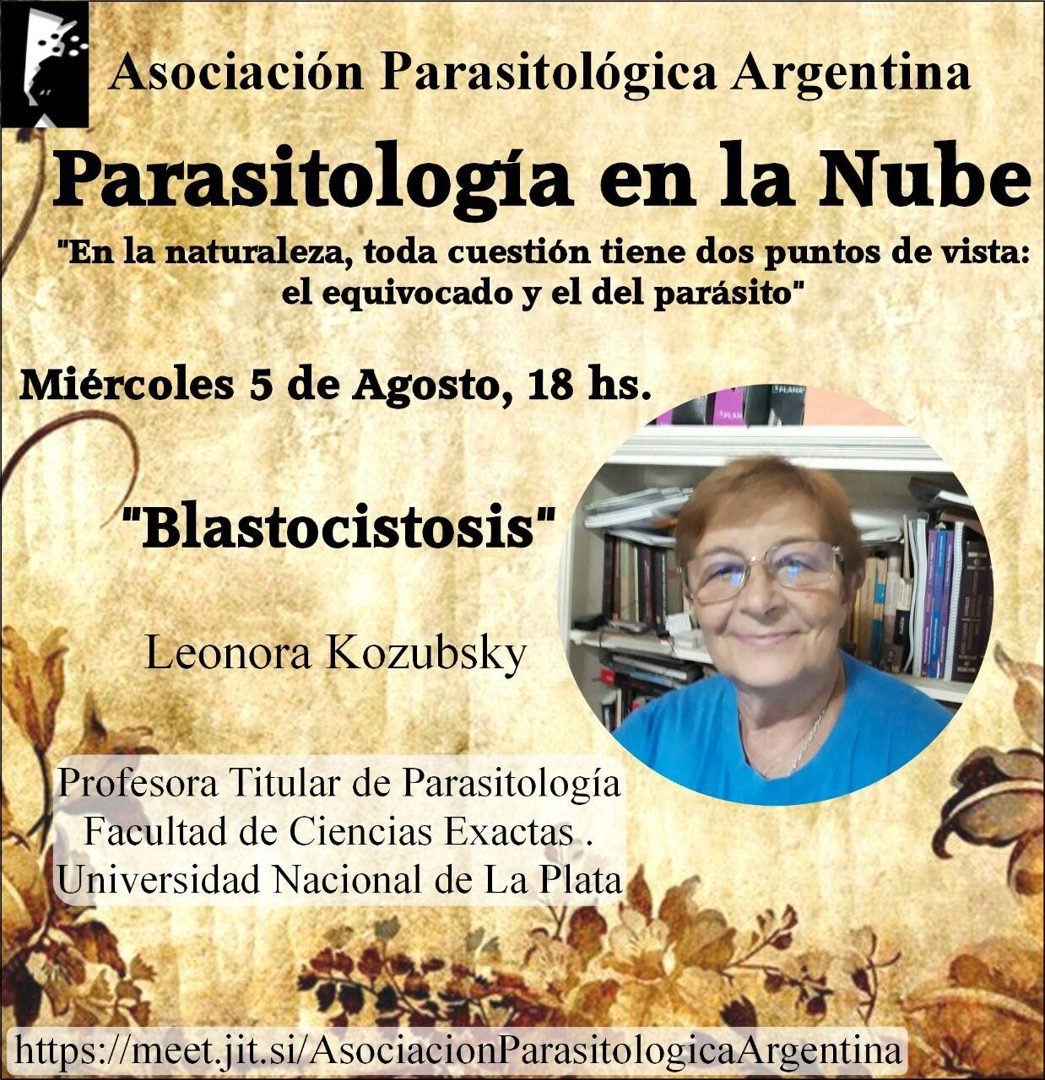 Asociación Parasitológica Argentina
Parasitología en la Nube
"En la naturaleza, toda cuestión tiene dos puntos de vista:
el equivocado y el del parásito"
Miércoles 5 de Agosto, 18 hs.
PLANA
PLANA
"Blastocistosis"
Leonora Kozubsky
Profesora Titular de Parasitología
Facultad de Ciencias Exactas .
Universidad Nacional de La Plata
https://meet.jit.si/AsociacionParasitologicaArgentina